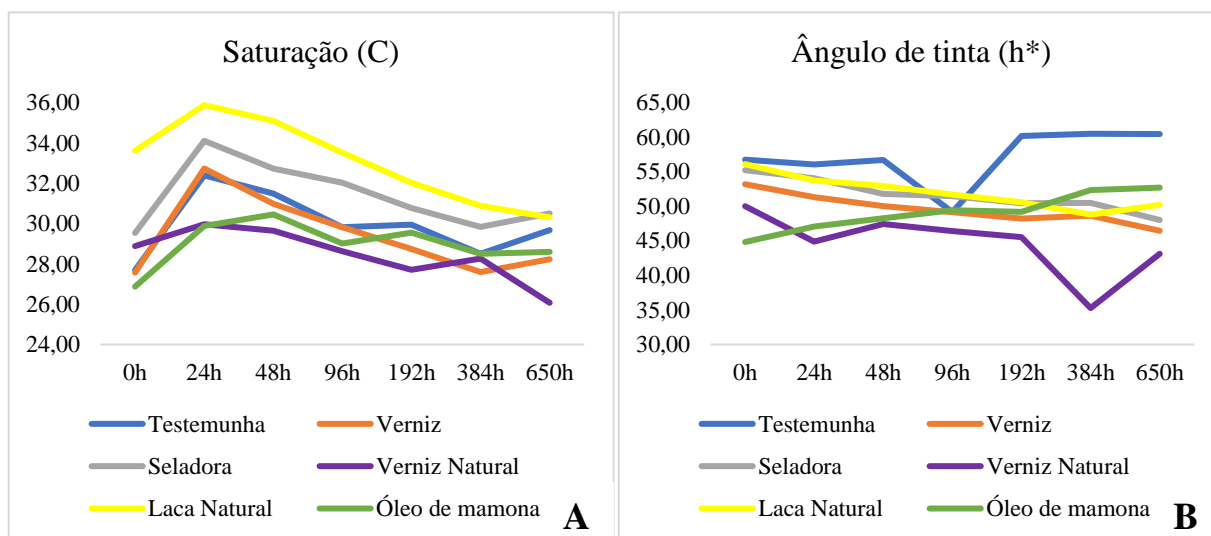 Saturação (C)
36,00
34,00
32,00
30,00
28,00
26,00
24,00
0h 24h 48h 96h 192h 384h 650h
Testemunha Verniz
Seladora Verniz Natural
Laca Natural Óleo de mamona
A
Ângulo de tinta (h*)
65,00
60,00
55,00
50,00
45,00
40,00
35,00
30,00
0h 24h 48h 96h 192h 384h 650h
Testemunha Verniz
Seladora Verniz Natural
Laca Natural Óleo de mamona
B